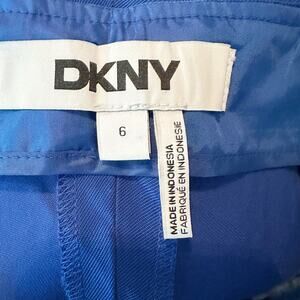 DKNY
6
MADE IN INDONESIA
FABRIQUÉ EN INDONESIE